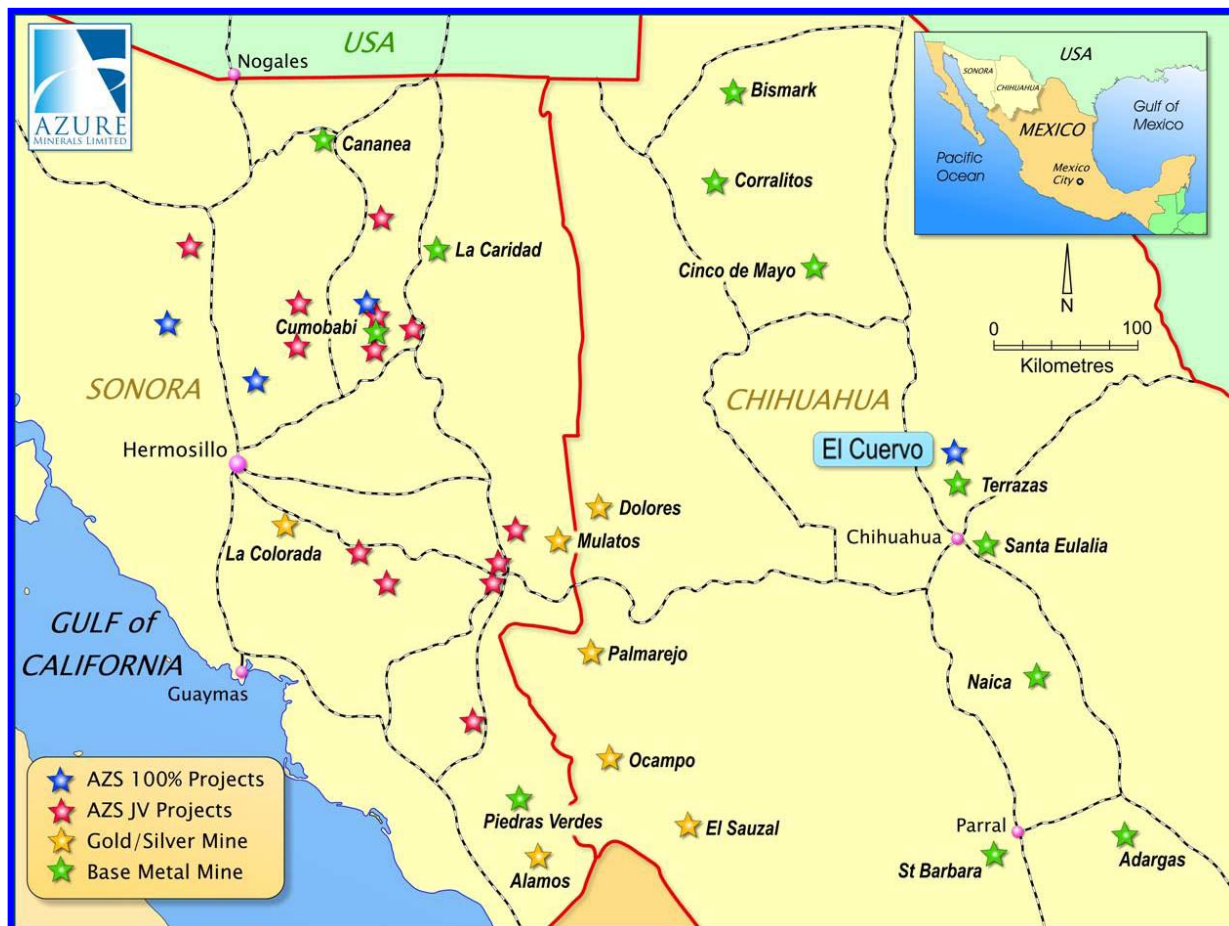 AZURE
MINERALS LIMITED
USA
Nogales
Cananea
La Caridad
Cumobabi
SONORA
Hermosillo
La Colorada
GULF of
CALIFORNIA
Guaymas
Bismark
Corralitos
Cinco de Mayo
CHIHUAHUA
El Cuervo
Terrazas
Chihuahua
Santa Eulalia
Dolores
Mulatos
Palmarejo
Naica
Ocampo
Piedras Verdes
El Sauzal
Alamos
Parral
St Barbara
Adargas
USA
SONORA
CHIHUAHUA
Gulf of
Mexico
MEXICO
Pacific
Ocean
Mexico
City
N
0 100
Kilometres
AZS 100% Projects
AZS JV Projects
Gold/Silver Mine
Base Metal Mine